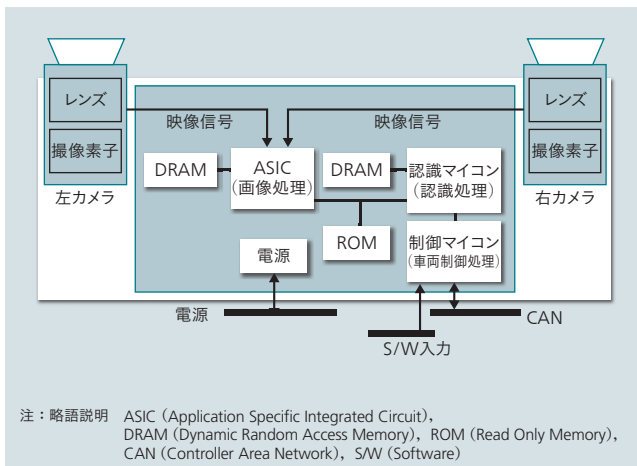 レンズ
撮像素子
左カメラ
映像信号
映像信号
レンズ
撮像素子
右カメラ
DRAM
ASIC
(画像処理)
DRAM
認識マイコン
(認識処理)
電源
ROM
制御マイコン
(車両制御処理)
電源
CAN
S/W入力
注：略語説明 ASIC（Application Specific Integrated Circuit），
DRAM（Dynamic Random Access Memory），ROM（Read Only Memory），
CAN（Controller Area Network），S/W（Software）